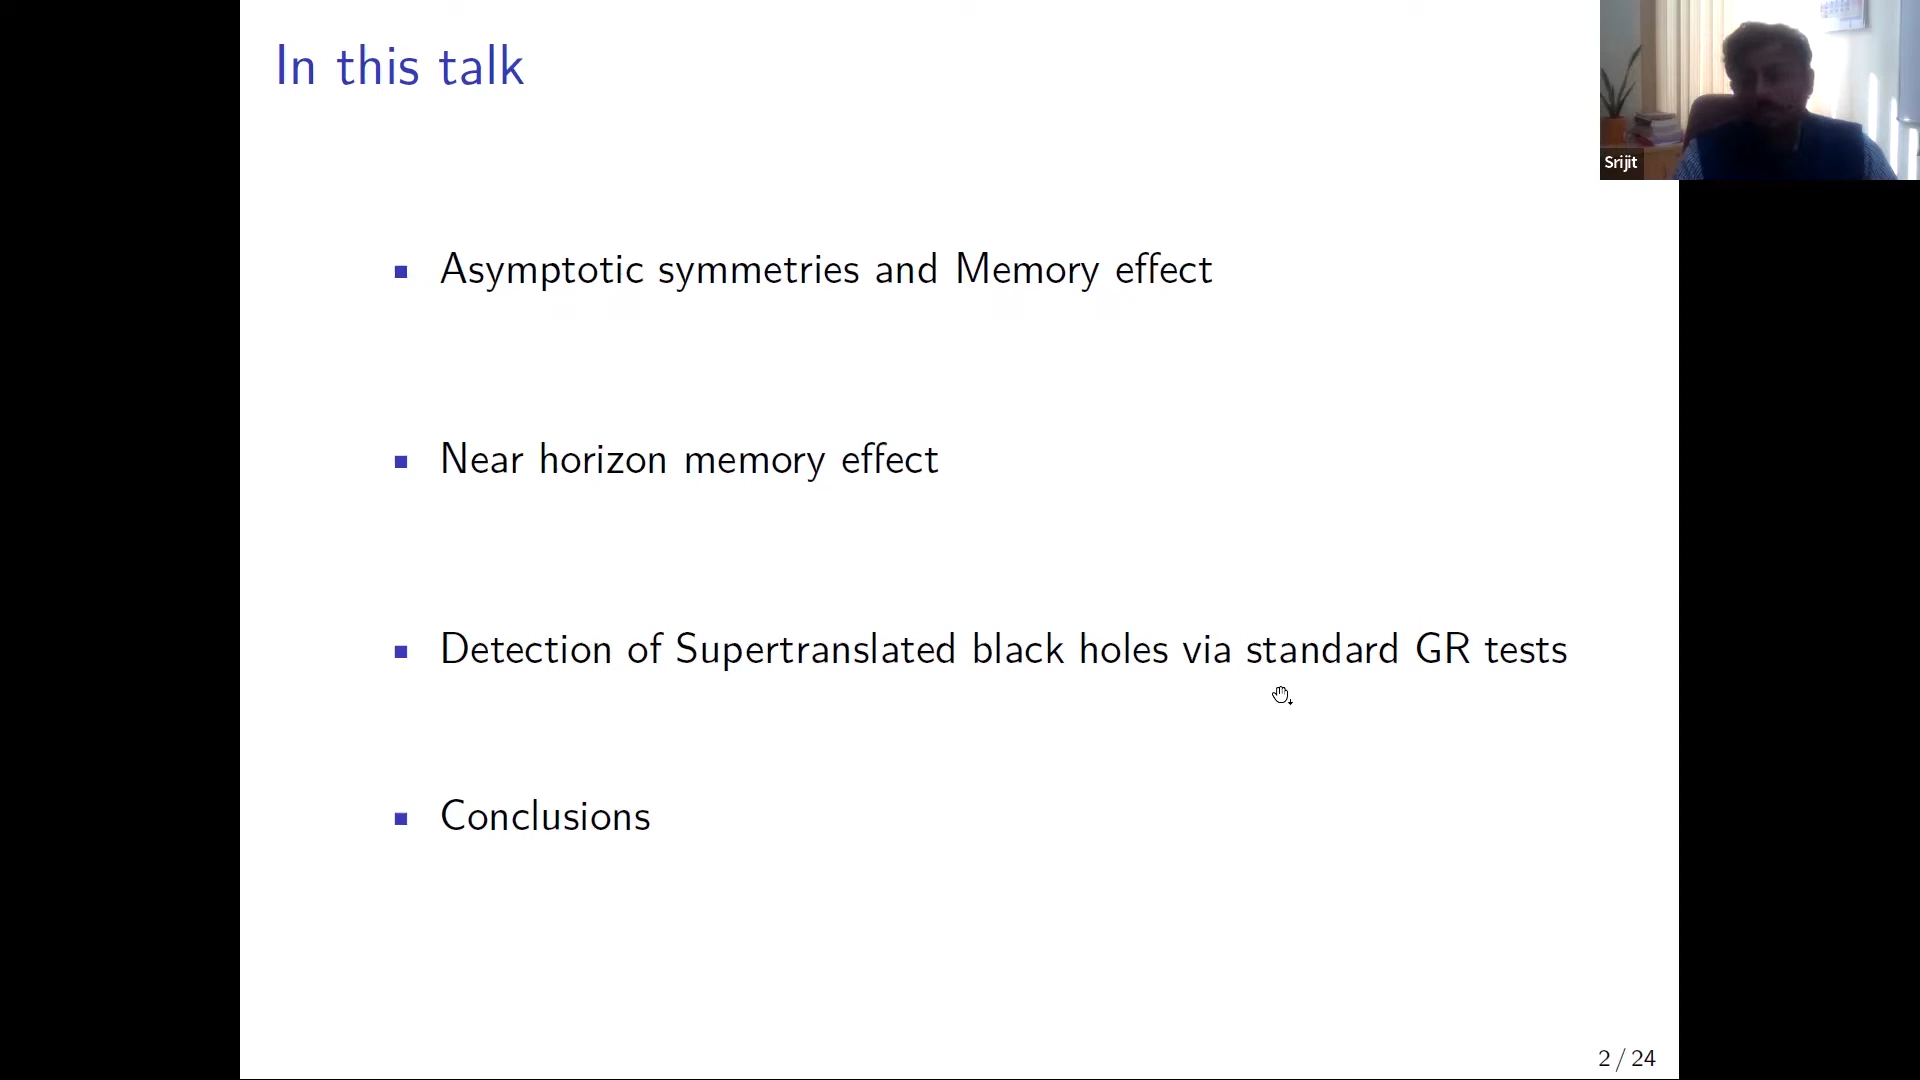 In this talk
Srijit
Asymptotic symmetries and Memory effect
Near horizon memory effect
Detection of Supertranslated black holes via standard GR tests
Conclusions
2 / 24